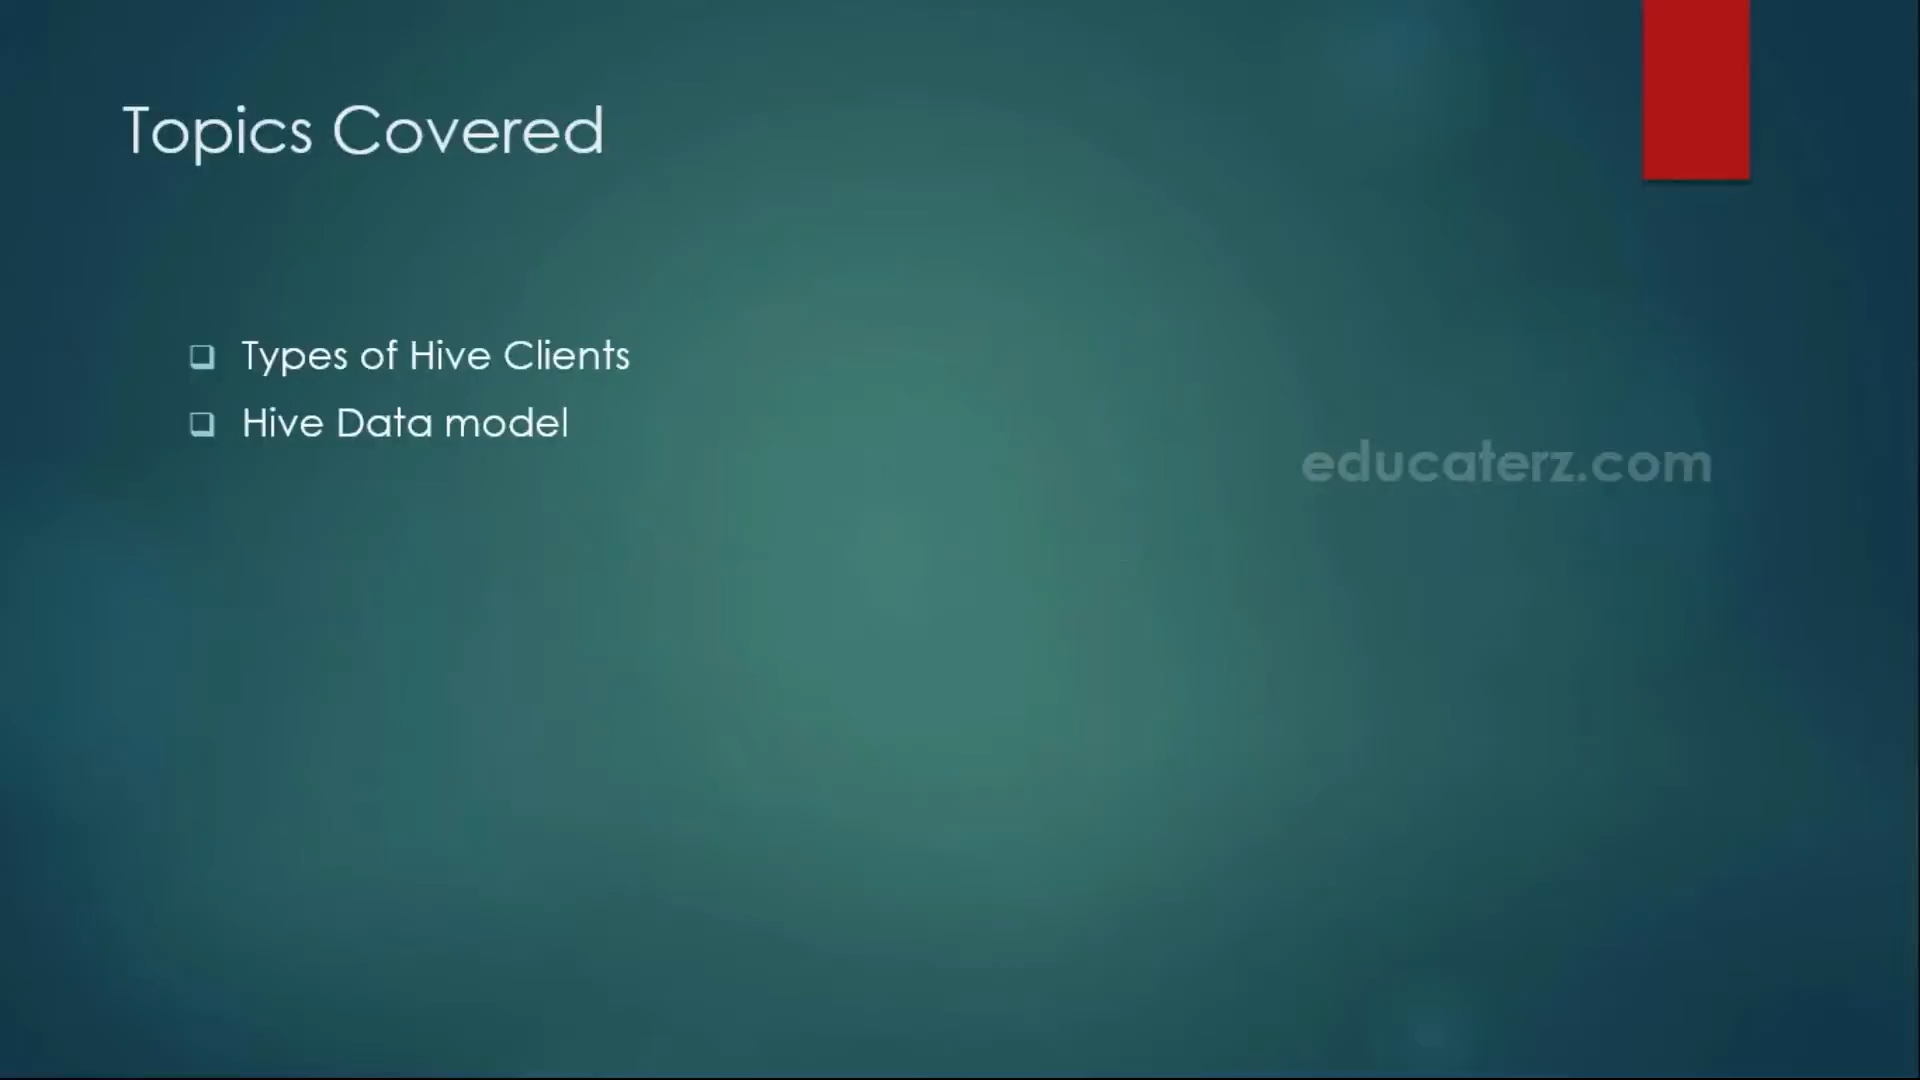 Topics Covered
Types of Hive Clients
Hive Data model
educaterz.com